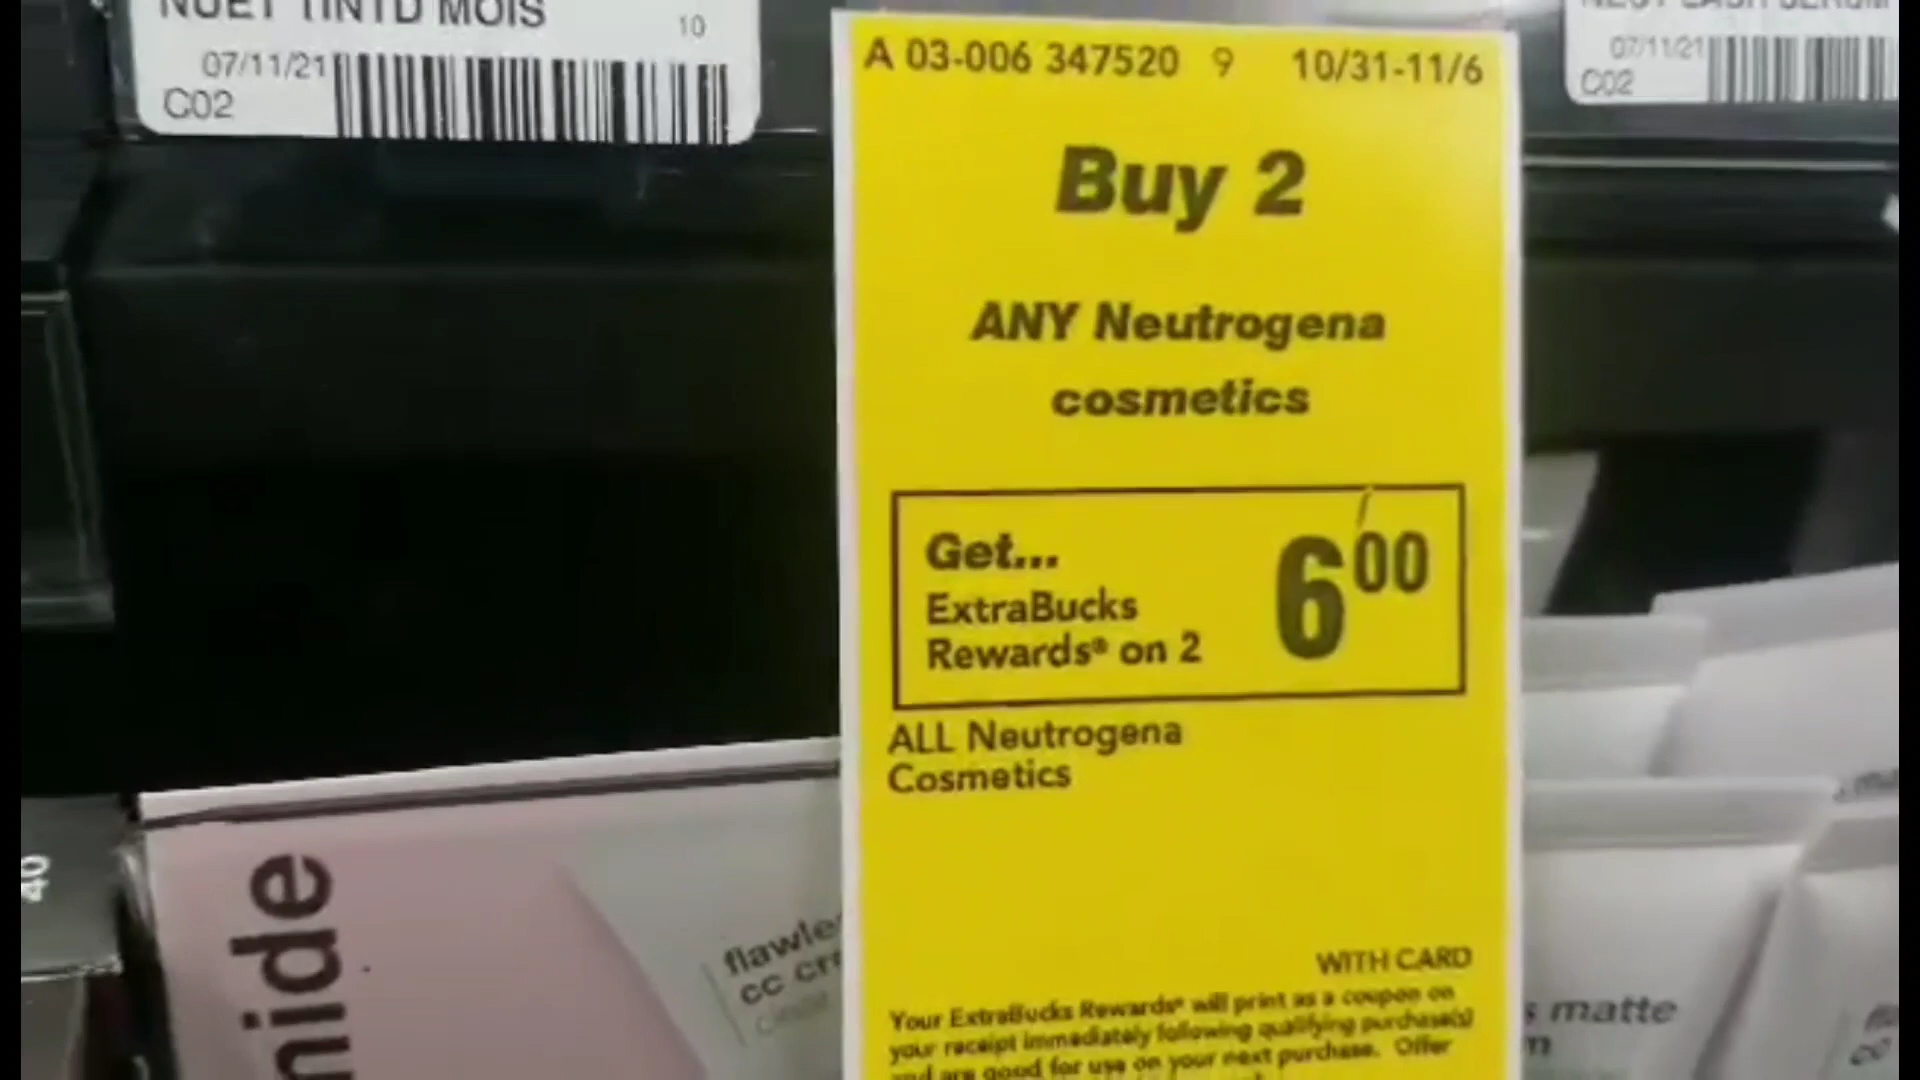 TINTD MOIS
10
07/11/21
C02
A 03-006 347520 9 10/31-11/6
Buy 2
ANY Neutrogena
cosmetics
Get...
ExtraBucks
Rewards® on 2
6.00
ALL Neutrogena
Cosmetics
WITH CARD
Your ExtraBucks Rewards® will print as a coupon on
your receipt immediately following qualifying purchase(s)
and are good for use on your next purchase. Offer
07/11/21
C02
40
nide
flawle
cc cre
s matte